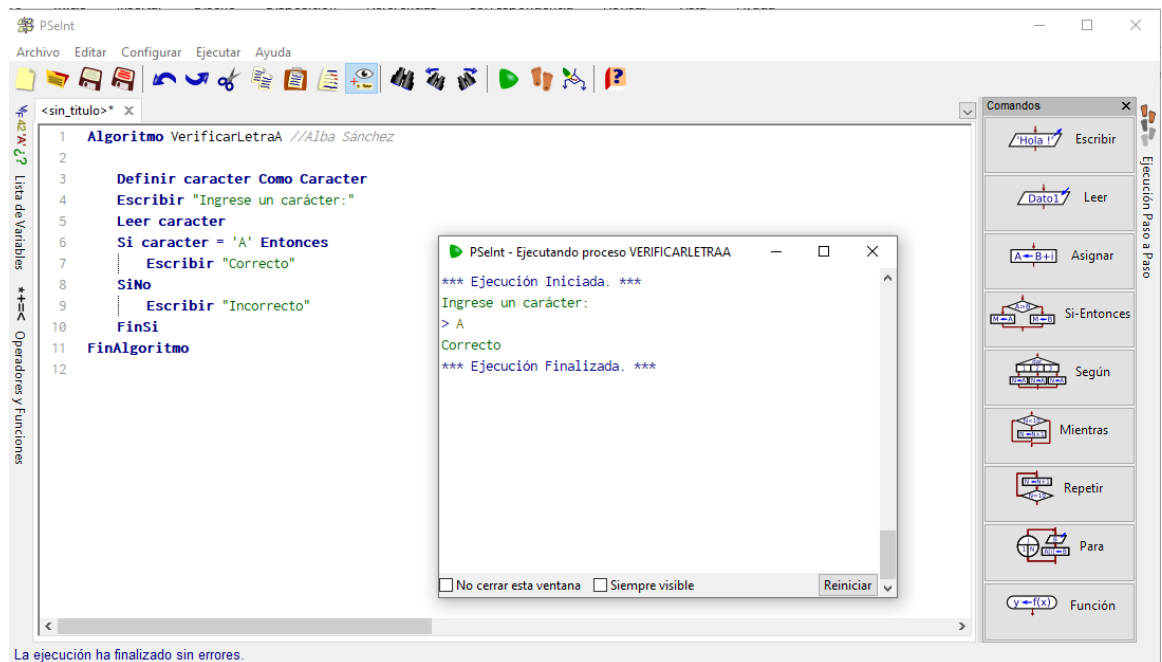 PSeInt
Archivo Editar Configurar Ejecutar Ayuda
<sin_titulo>* X
42 'A' ¿? Lista de Variables
*+=< Operadores y Funciones
1 Algoritmo VerificarLetraA //Alba Sánchez
2
3 Definir caracter Como Caracter
4 Escribir "Ingrese un carácter:"
5 Leer caracter
6 Si caracter = 'A' Entonces
7 Escribir "Correcto"
8 SiNo
9 Escribir "Incorrecto"
10 FinSi
11 FinAlgoritmo
12
PSeInt - Ejecutando proceso VERIFICARLETRAA
*** Ejecución Iniciada. ***
Ingrese un carácter:
> A
Correcto
*** Ejecución Finalizada. ***
No cerrar esta ventana Siempre visible Reiniciar
Comandos
'Hola !' Escribir
Dato1 Leer
A B+i Asignar
A>B M A M B Si-Entonces
Según
Mientras
Repetir
Para
y f(x) Función
Ejecución Paso a Paso
La ejecución ha finalizado sin errores.